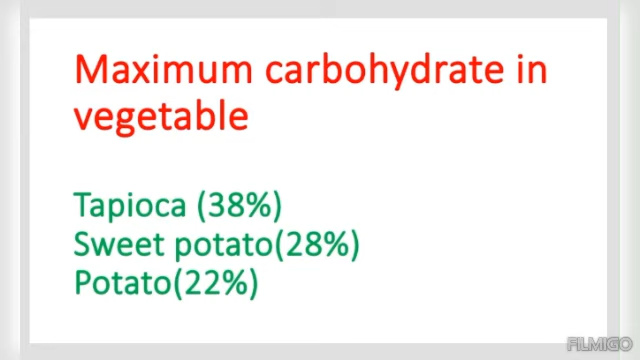 Maximum carbohydrate in
vegetable
Tapioca (38%)
Sweet potato(28%)
Potato(22%)
FILMIGO